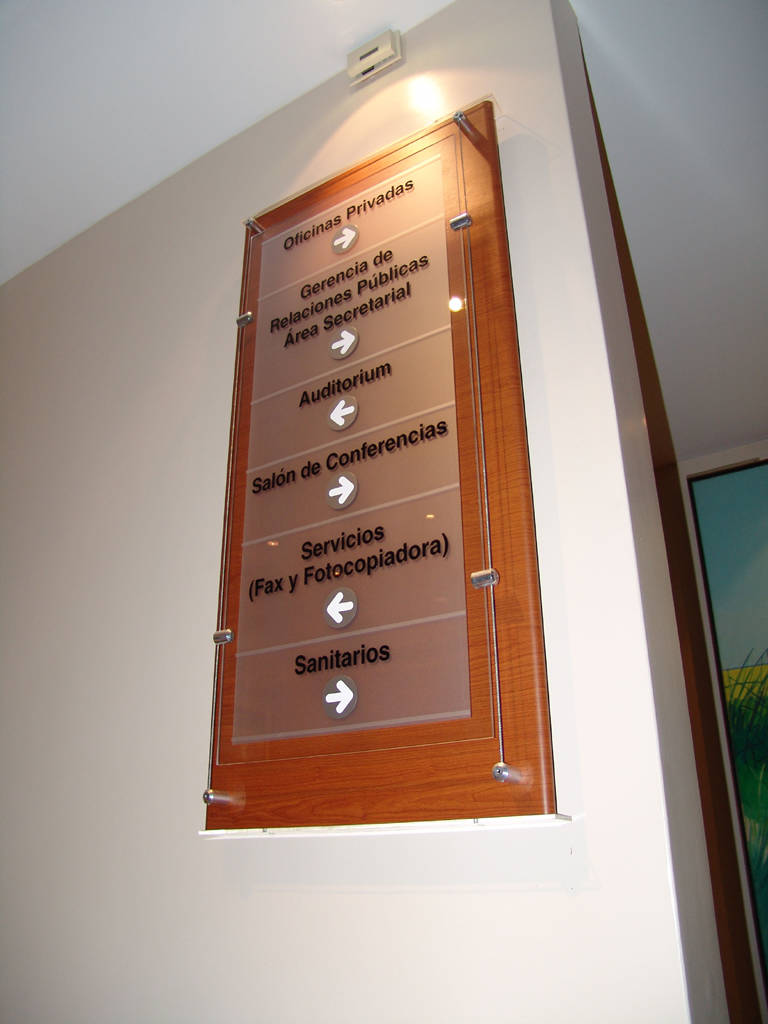 Oficinas Privadas
Gerencia de
Relaciones Públicas
Área Secretarial
Auditorium
Salón de Conferencias
Servicios
(Fax y Fotocopiadora)
Sanitarios